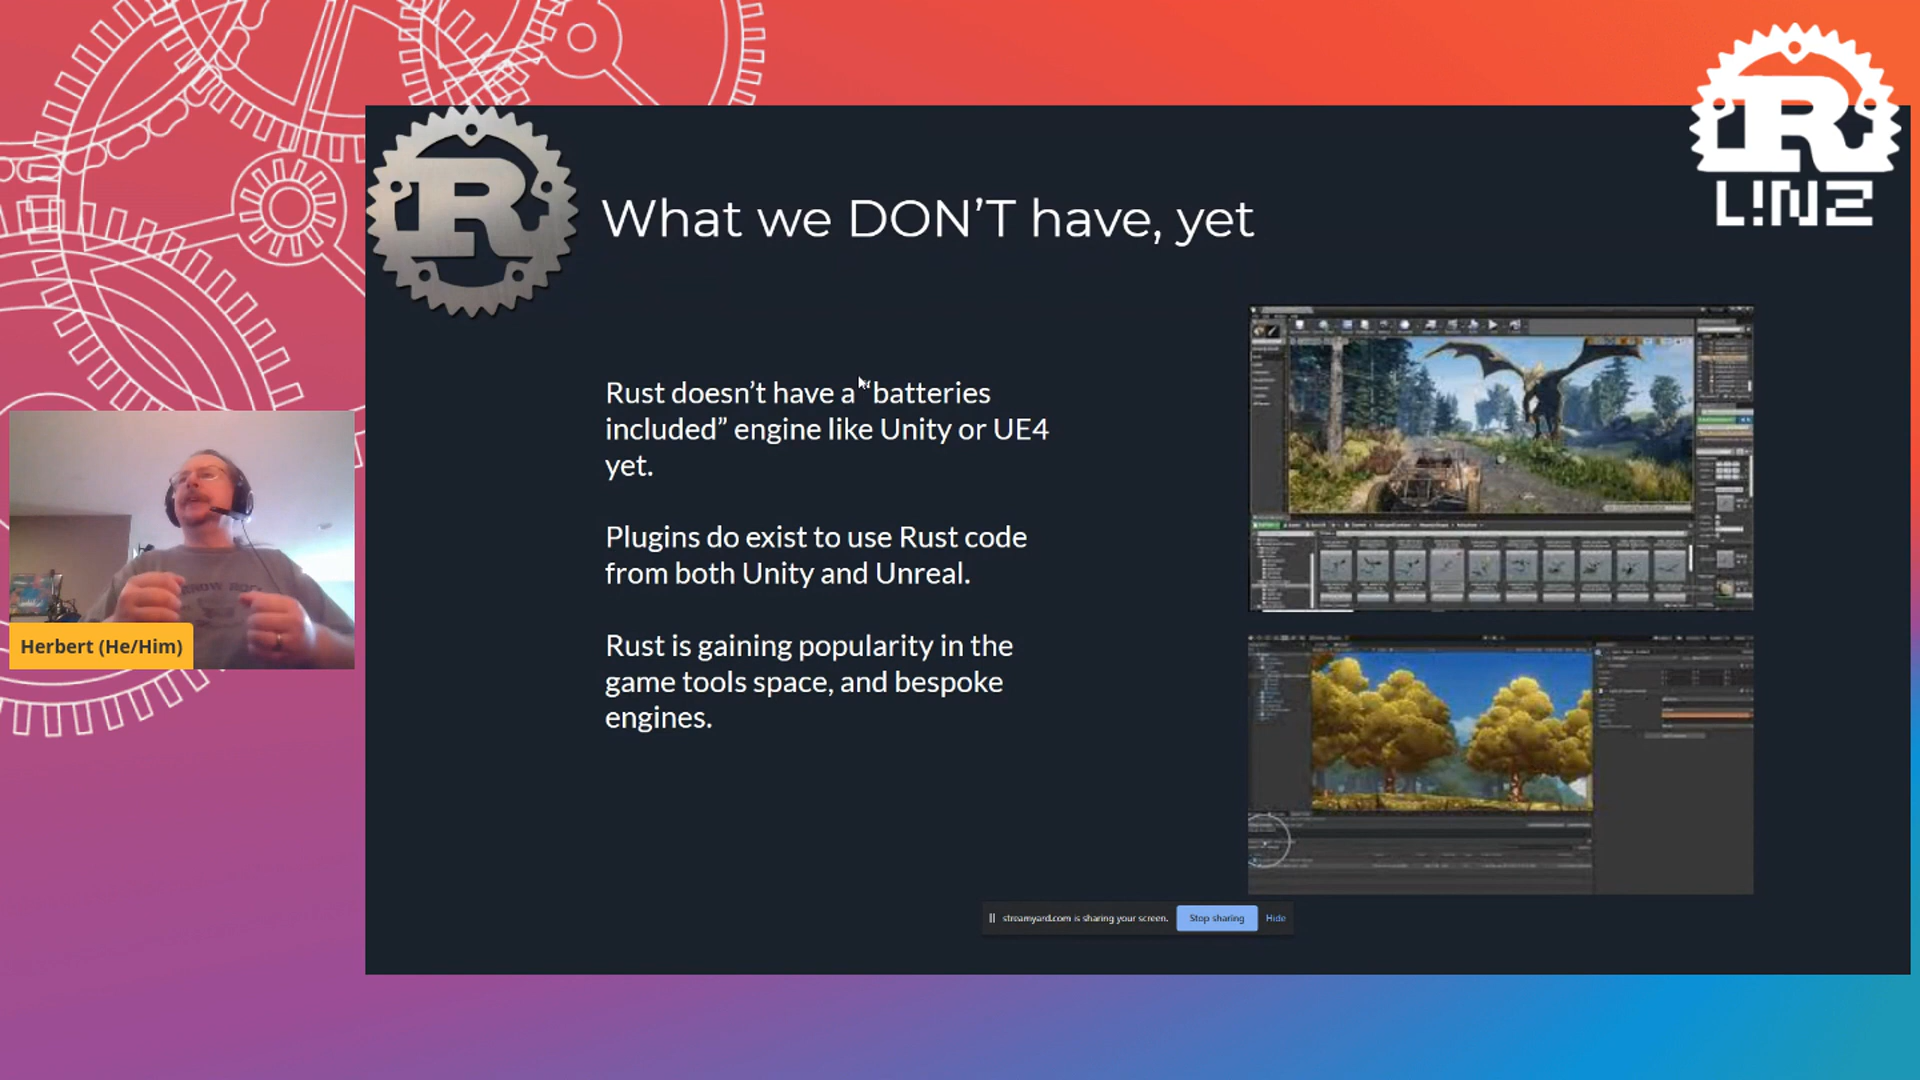 R
L!NZ
R
What we DON’T have, yet
Rust doesn’t have a “batteries
included” engine like Unity or UE4
yet.
Plugins do exist to use Rust code
from both Unity and Unreal.
Rust is gaining popularity in the
game tools space, and bespoke
engines.
Herbert (He/Him)
streamyard.com is sharing your screen.
Stop sharing
Hide